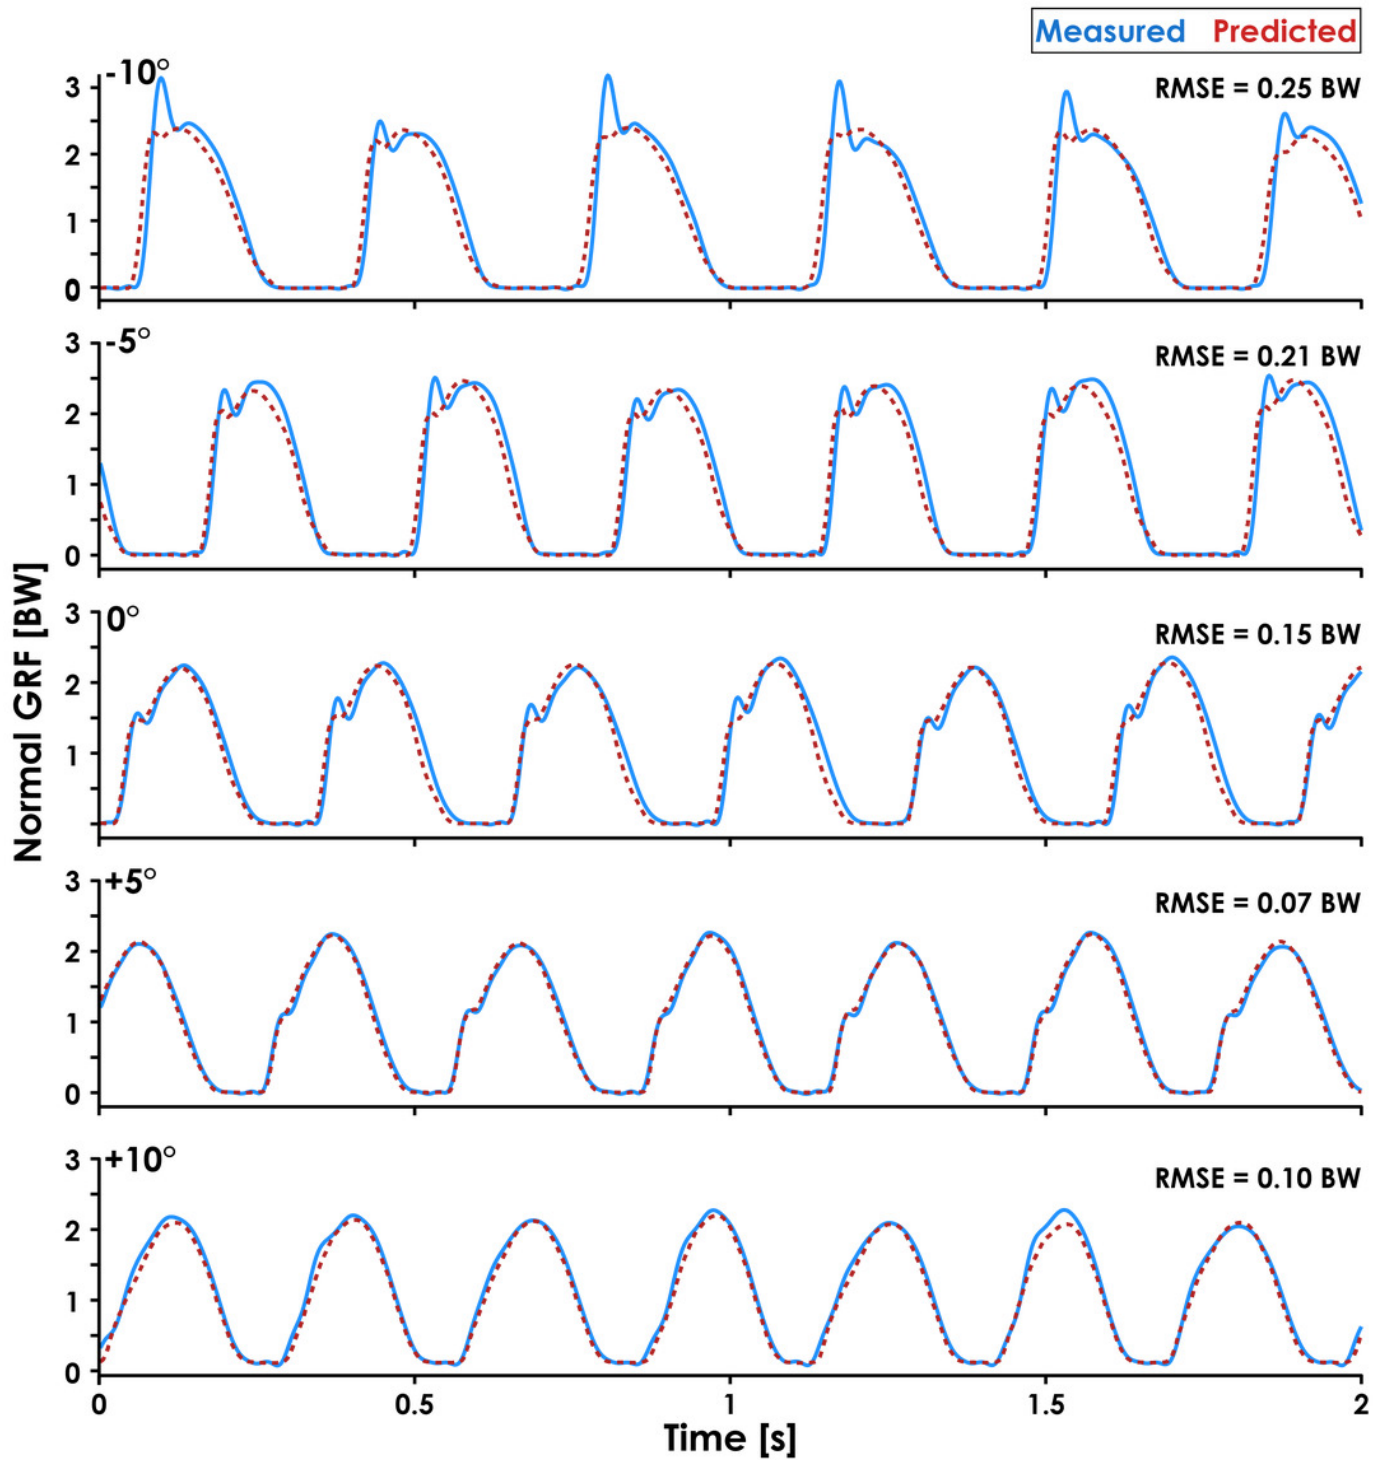 Measured Predicted
-10°
RMSE = 0.25 BW
3
2
1
0
-5°
RMSE = 0.21 BW
3
2
1
0
0°
RMSE = 0.15 BW
3
2
1
+5°
RMSE = 0.07 BW
3
2
1
0
+10°
RMSE = 0.10 BW
3
2
1
0
Normal GRF [BW]
0 0.5 1 1.5 2
Time [s]